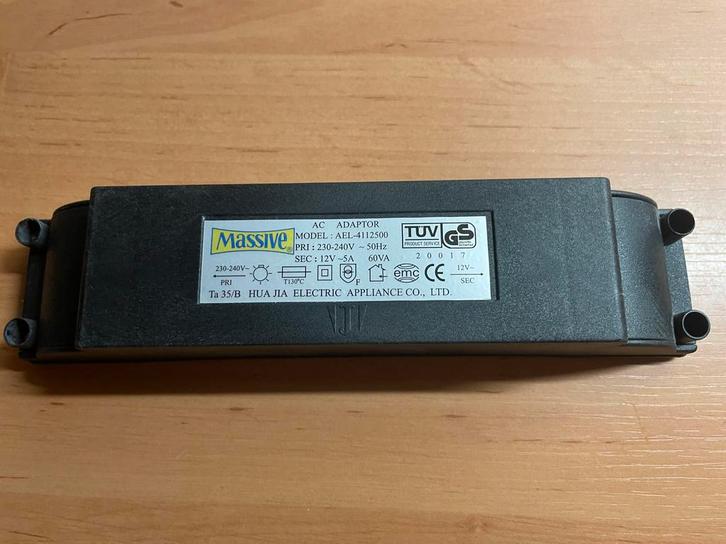 AC ADAPTOR
Massive®
MODEL : AEL-4112500
PRI : 230-240V ~ 50Hz
SEC : 12V ~5A 60VA
TUV
PRODUCT SERVICE
GS
20017
230-240V~
PRI
T130°C
F
emc
CE
12V~
SEC
Ta 35/B HUA JIA ELECTRIC APPLIANCE CO., LTD.